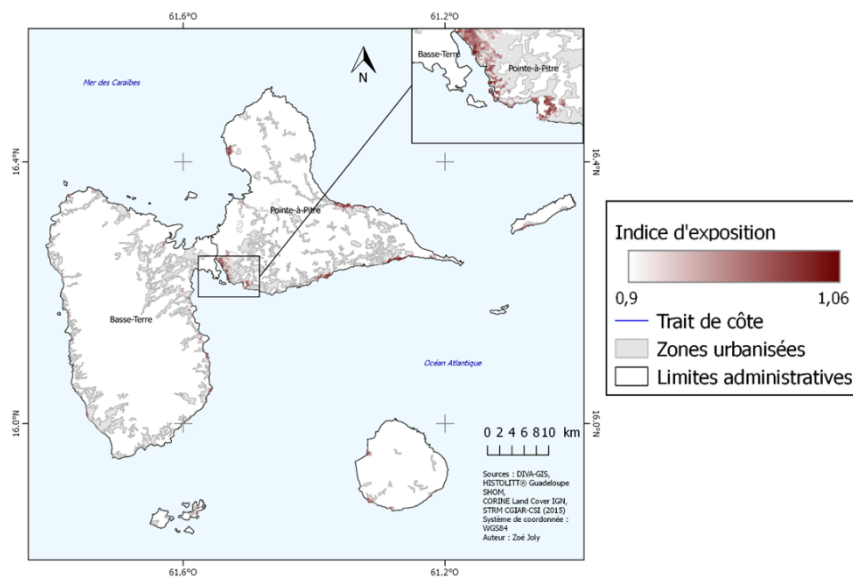 61.6°O
61.2°O
Mer des Caraïbes
N
Basse-Terre
Pointe-à-Pitre
16.4°N
16.4°N
Pointe-à-Pitre
Basse-Terre
Océan Atlantique
16.0°N
16.0°N
0 2 4 6 8 10 km
Sources : DIVA-GIS,
HISTOLITT® Guadeloupe
SHOM,
CORINE Land Cover IGN,
STRM CGIAR-CSI (2015)
Système de coordonnée :
WGS84
Auteur : Zoé Joly
61.6°O
61.2°O
Indice d'exposition
0,9
1,06
Trait de côte
Zones urbanisées
Limites administratives